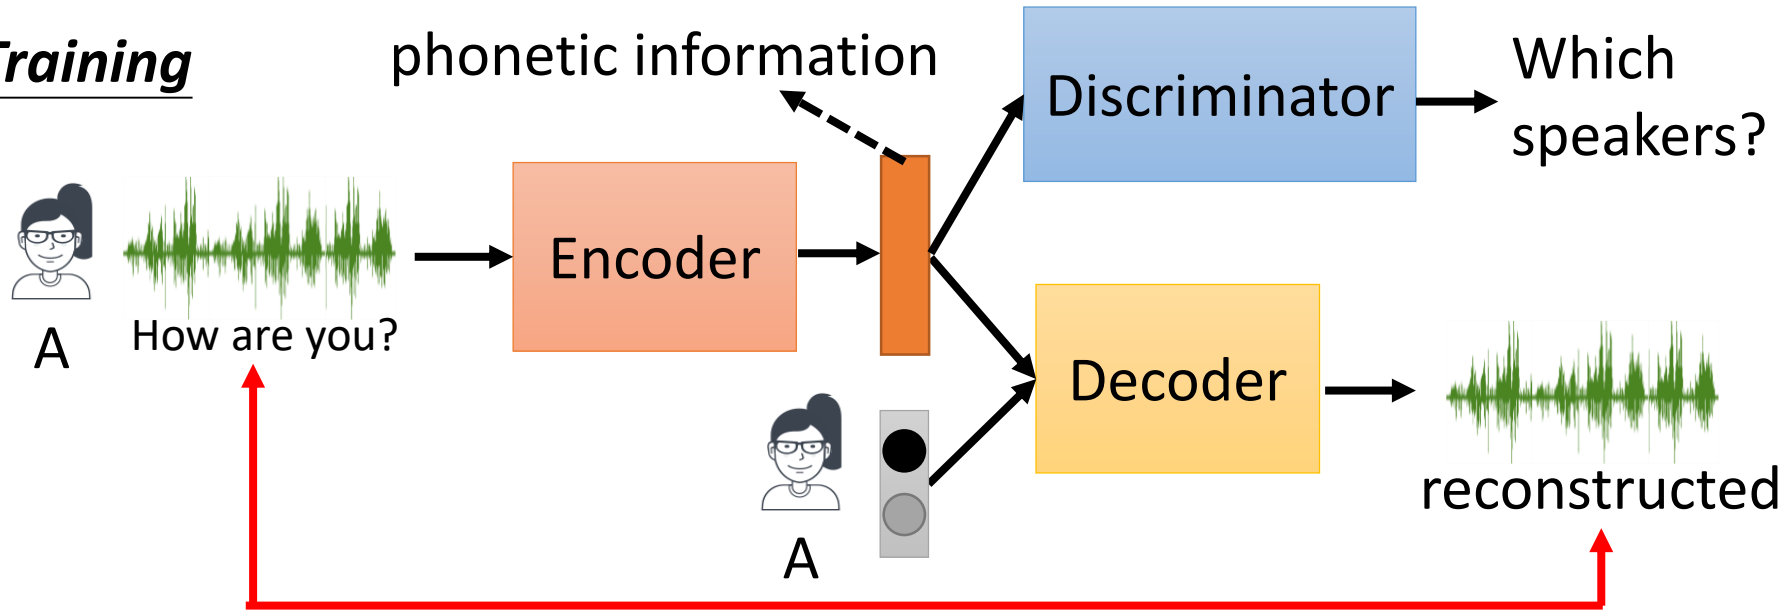 Training
phonetic information
Discriminator
Which
speakers?
Encoder
How are you?
A
Decoder
A
reconstructed